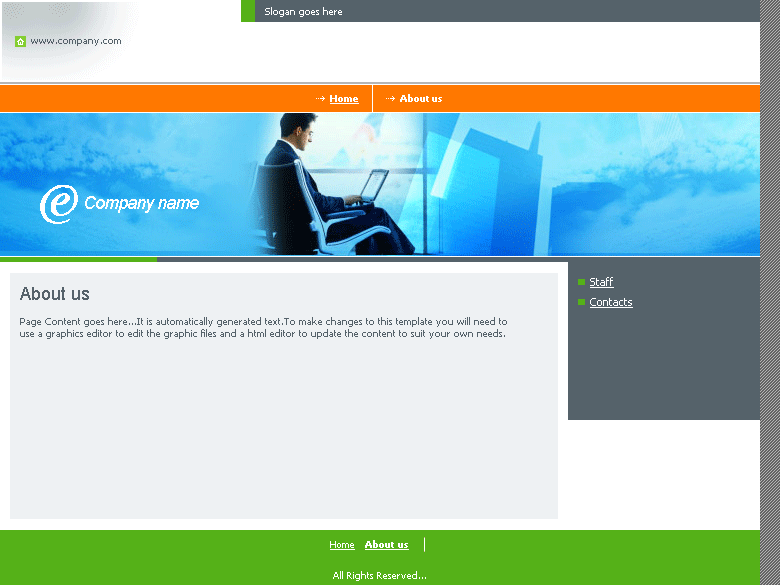 Slogan goes here
www.company.com
Home
About us
e Company name
About us
Page Content goes here...It is automatically generated text.To make changes to this template you will need to
use a graphics editor to edit the graphic files and a html editor to update the content to suit your own needs.
Staff
Contacts
Home About us
All Rights Reserved...